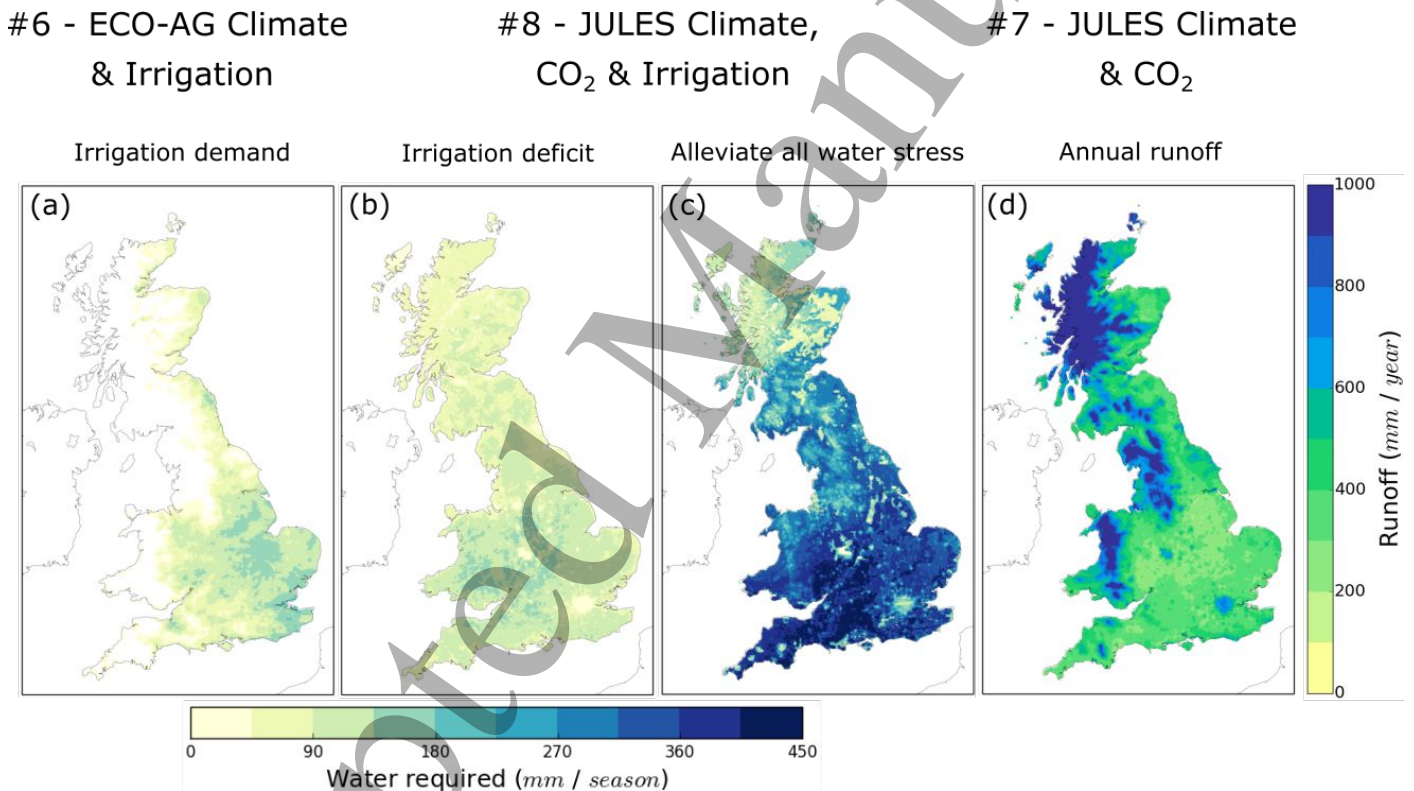 #6 - ECO-AG Climate
& Irrigation
#8 - JULES Climate,
CO₂ & Irrigation
#7 - JULES Climate
& CO₂
Irrigation demand
Irrigation deficit
Alleviate all water stress
Annual runoff
(a)
(b)
(c)
(d)
1000
800
600
400
200
0
Runoff (mm / year)
0 90 180 270 360 450
Water required (mm / season)
pted Manu